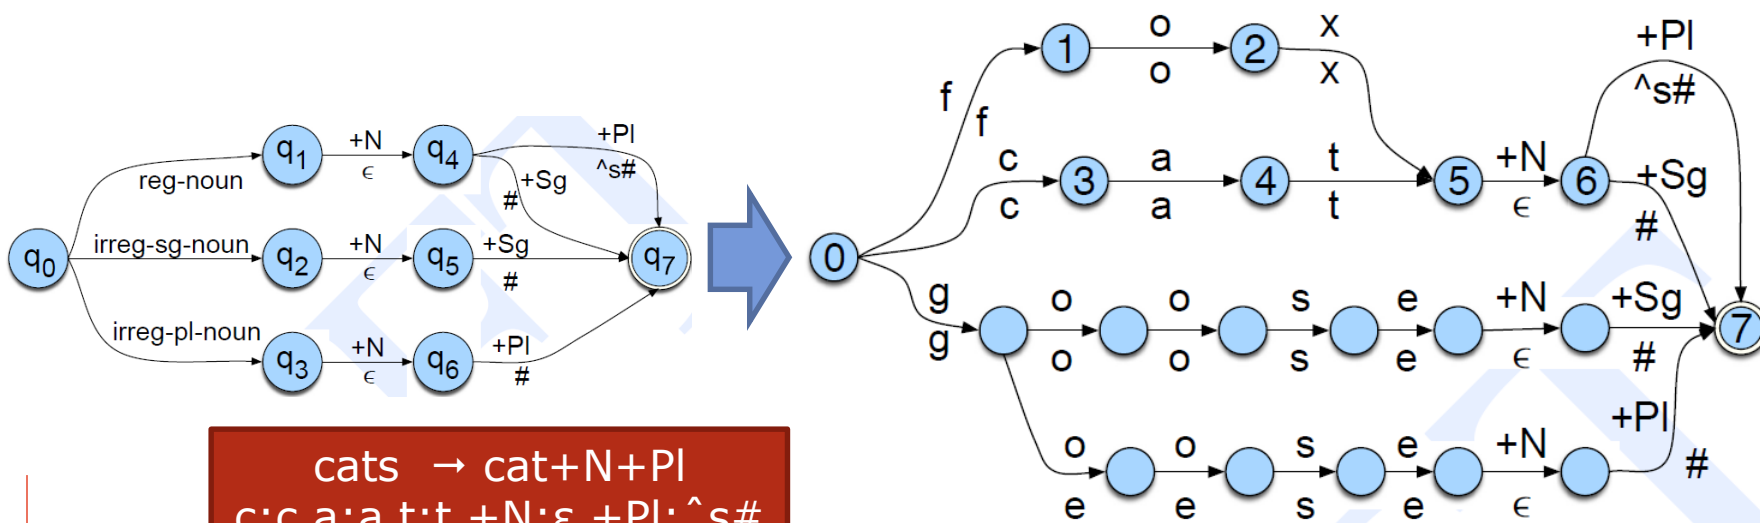 q0
reg-noun
irreg-sg-noun
irreg-pl-noun
q1
+N
ϵ
q4
+Pl
^s#
+Sg
#
q2
+N
ϵ
q5
+Sg
#
q7
q3
+N
ϵ
q6
+Pl
#
cats → cat+N+Pl
c:c a:a t:t +N:ε +Pl:^s#
0
f
f
1
o
o
2
x
x
c
c
3
a
a
4
t
t
5
+N
ϵ
6
+Pl
^s#
+Sg
#
g
g
o
o
o
o
s
s
e
e
+N
ϵ
+Sg
#
7
o
e
o
e
s
s
e
e
+N
ϵ
+Pl
#